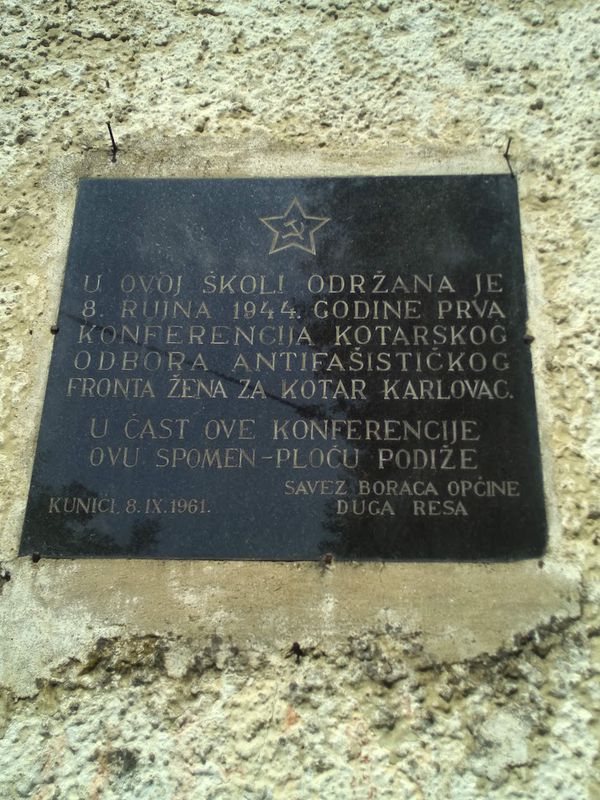 U OVOJ ŠKOLI ODRŽANA JE
8. RUJNA 1944. GODINE PRVA
KONFERENCIJA KOTARSKOG
ODBORA ANTIFAŠISTIČKOG
FRONTA ŽENA ZA KOTAR KARLOVAC.
U ČAST OVE KONFERENCIJE
OVU SPOMEN-PLOČU PODIŽE
SAVEZ BORACA OPĆINE
KUNIĆI, 8. IX. 1961.
DUGA RESA